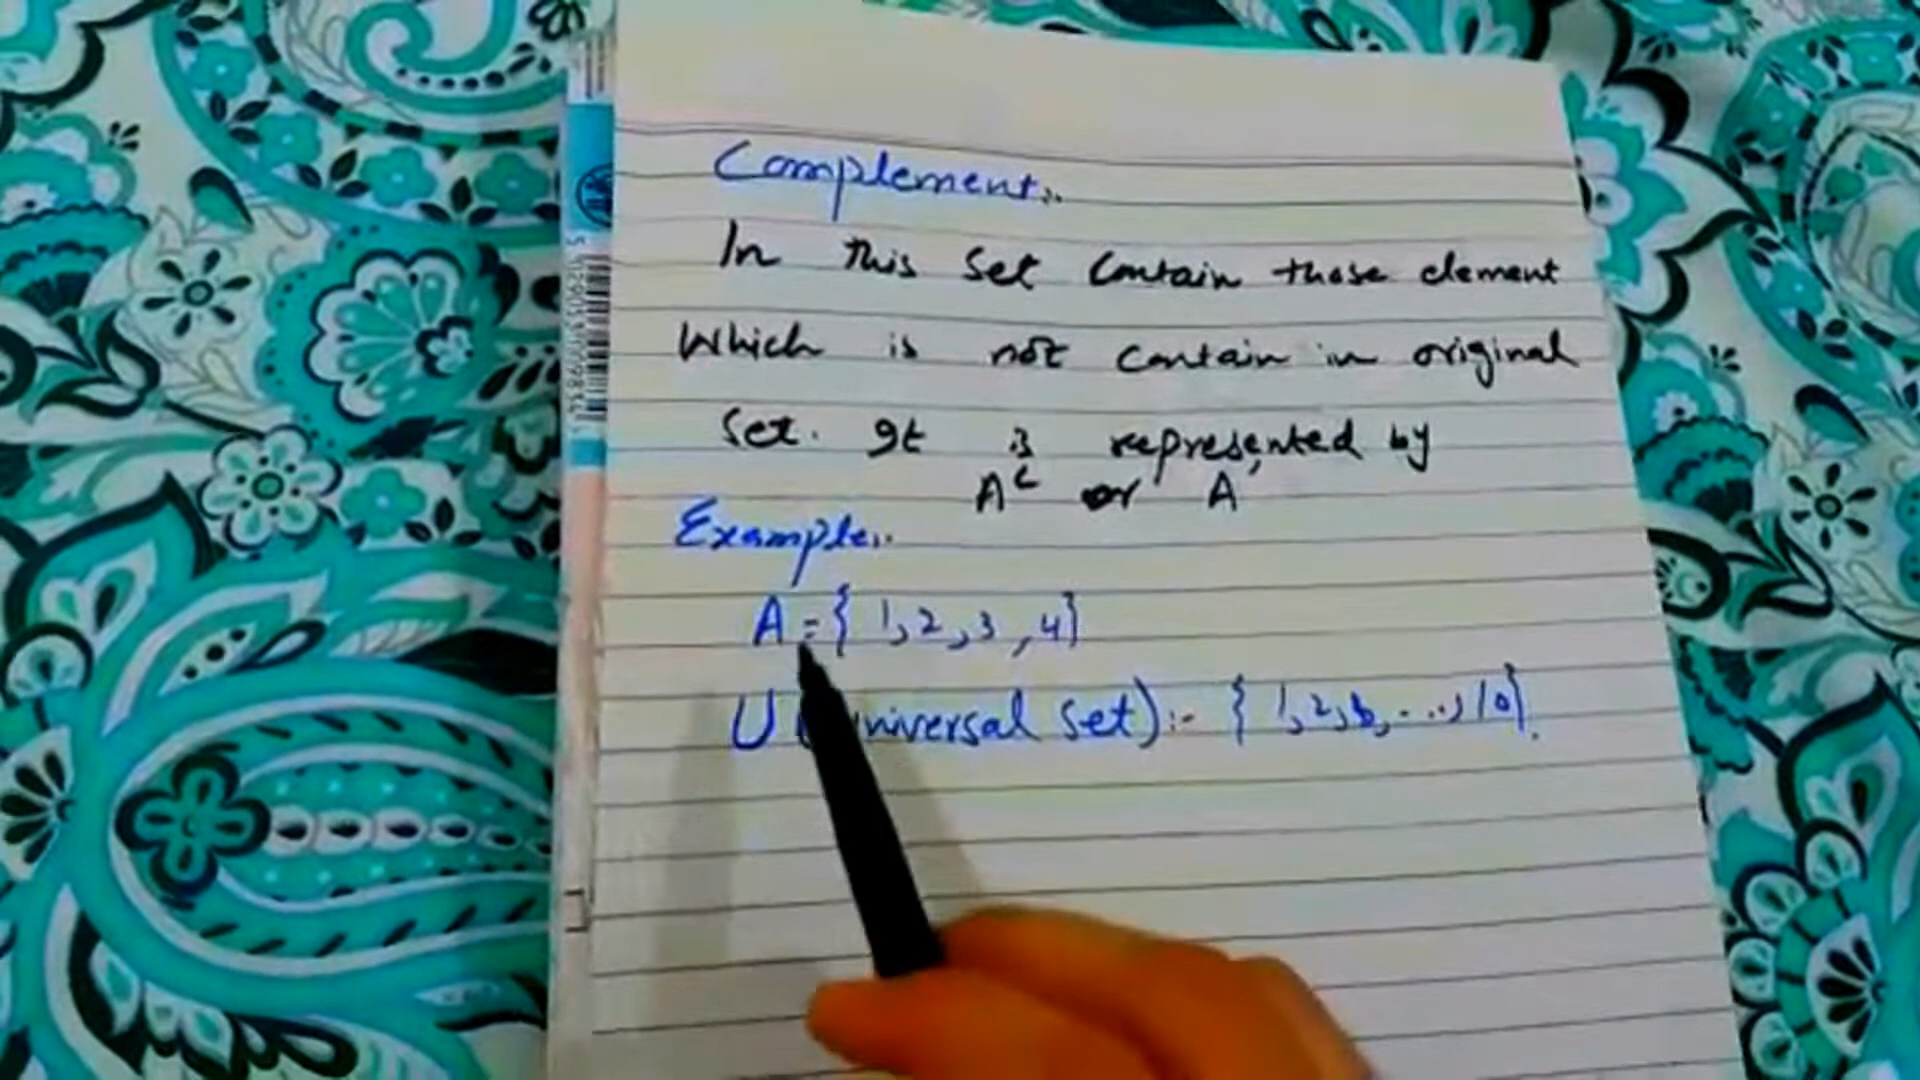 Complement:.
In this Set Contain those element
Which is not contain in original
Set. It is represented by
A^c or A'
Example:.
A = { 1, 2, 3, 4}
U (universal set):- { 1, 2, 3, ..., 10}.